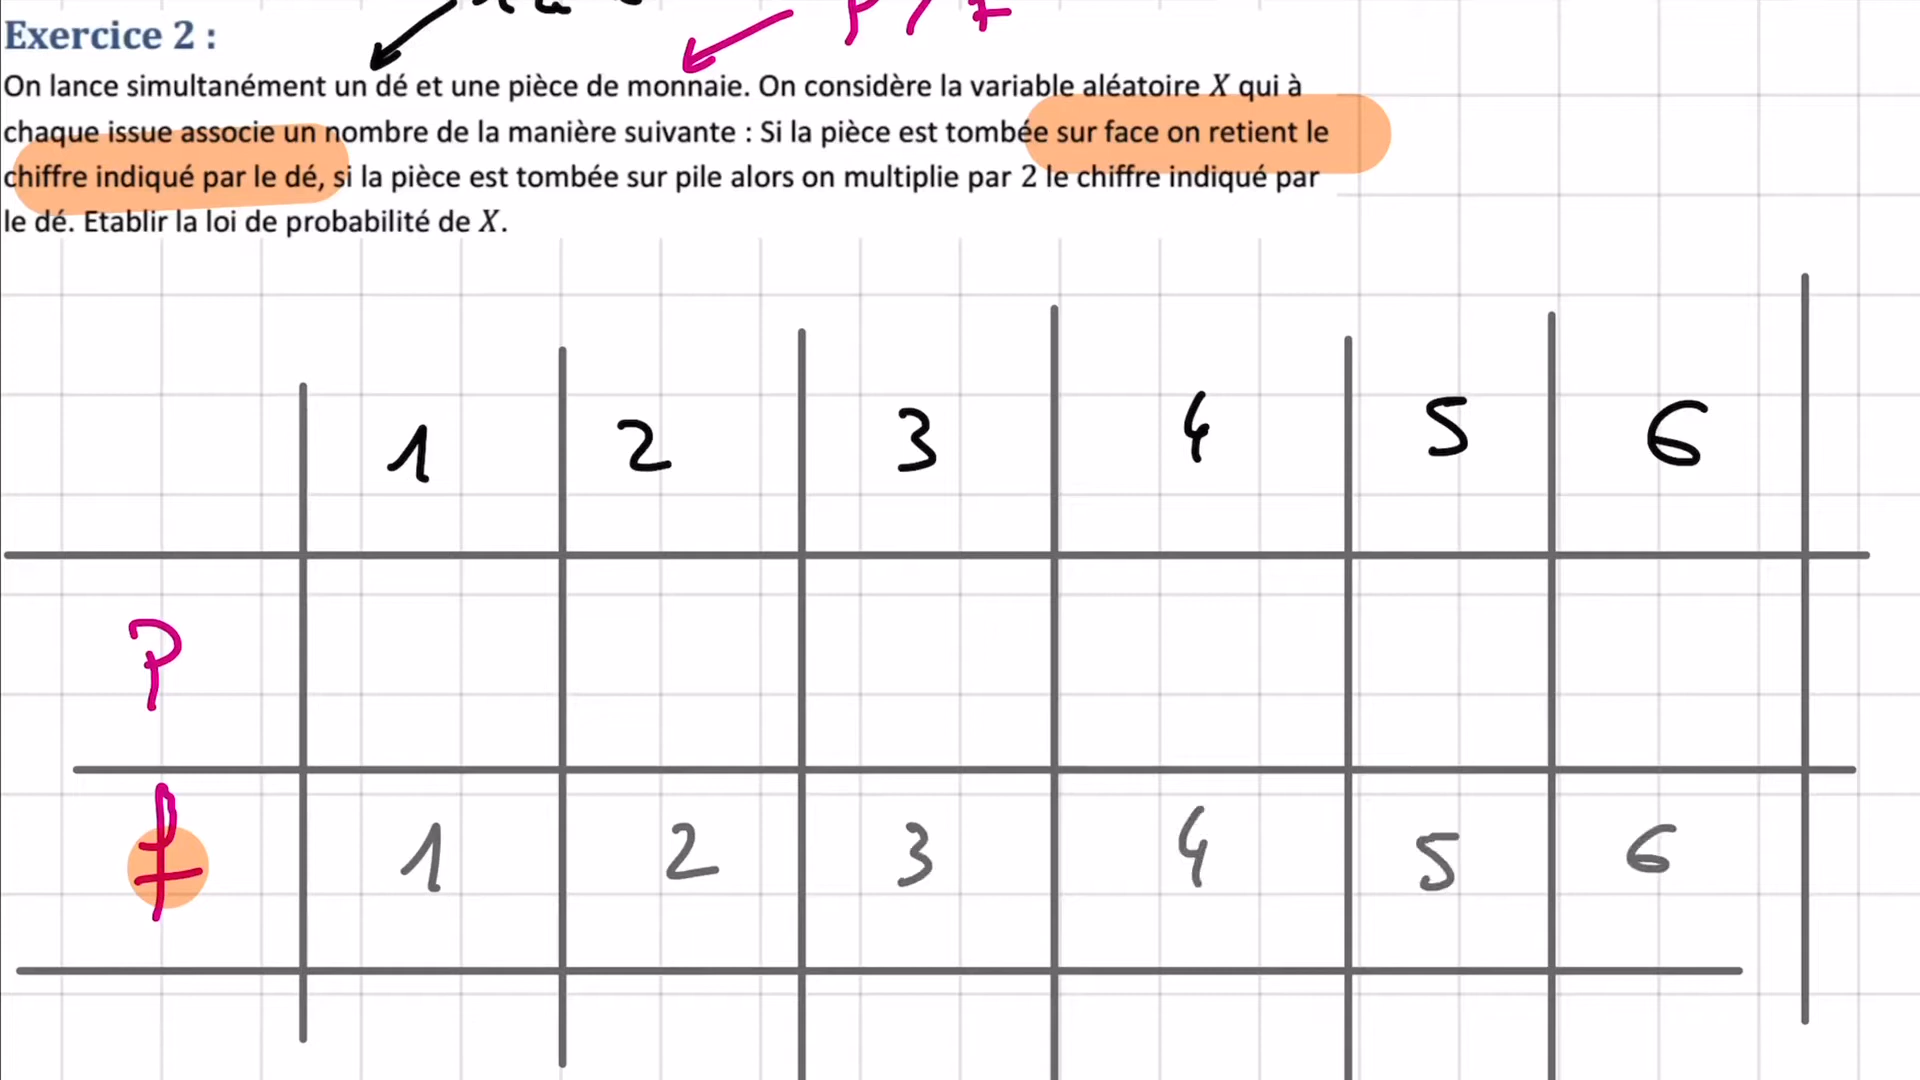 Exercice 2 :
On lance simultanément un dé et une pièce de monnaie. On considère la variable aléatoire X qui à
chaque issue associe un nombre de la manière suivante : Si la pièce est tombée sur face on retient le
chiffre indiqué par le dé, si la pièce est tombée sur pile alors on multiplie par 2 le chiffre indiqué par
le dé. Etablir la loi de probabilité de X.
1 2 3 4 5 6
P
F 1 2 3 4 5 6